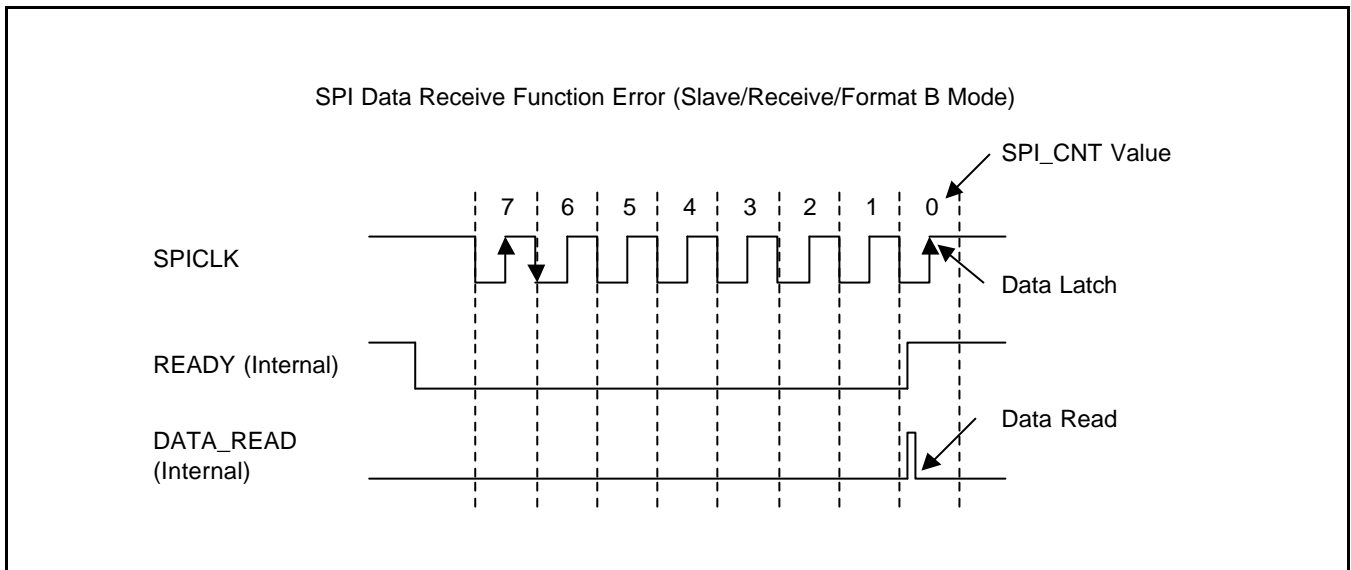 SPI Data Receive Function Error (Slave/Receive/Format B Mode)
SPI_CNT Value
7 6 5 4 3 2 1 0
SPICLK
Data Latch
READY (Internal)
Data Read
DATA_READ
(Internal)